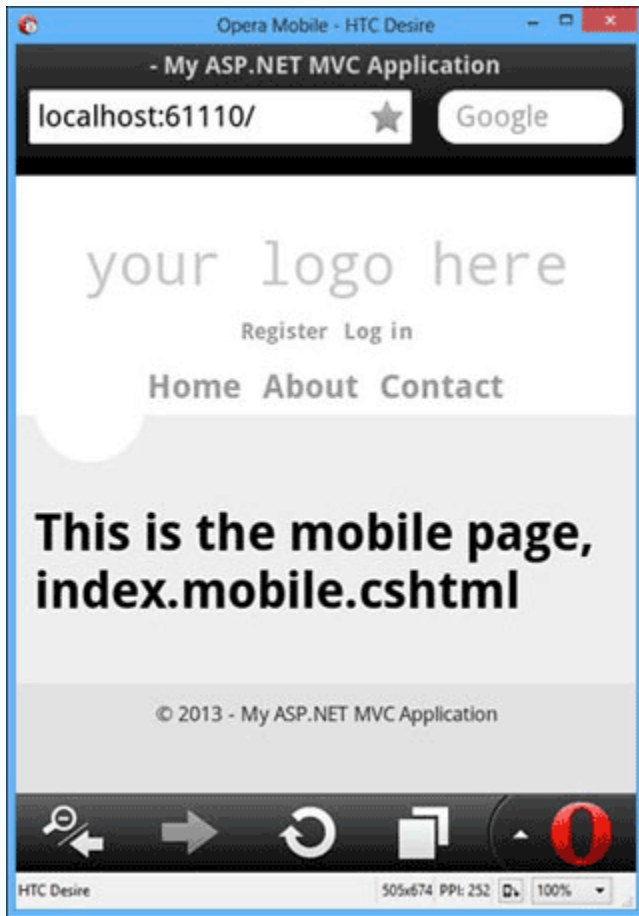 Opera Mobile - HTC Desire
- My ASP.NET MVC Application
localhost:61110/
Google
your logo here
Register Log in
Home About Contact
This is the mobile page,
index.mobile.cshtml
© 2013 - My ASP.NET MVC Application
HTC Desire 505x674 PPI: 252 100%